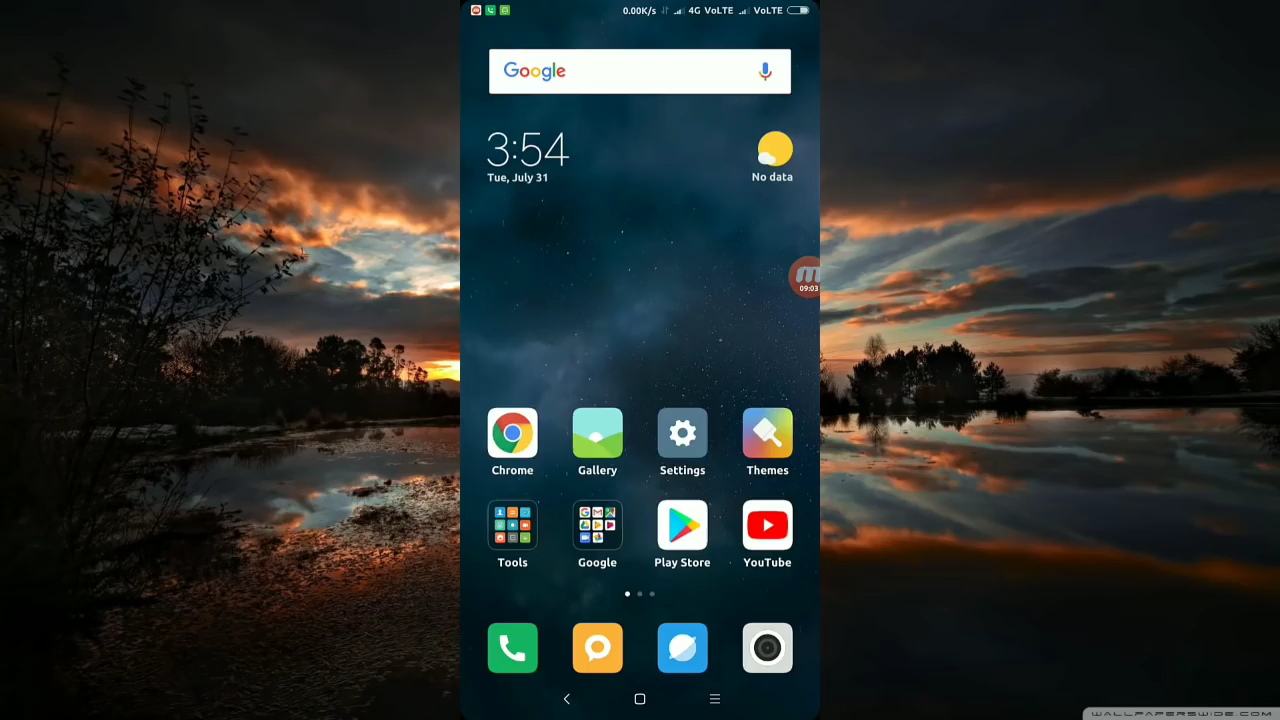 0.00K/s 4G VoLTE VoLTE
Google
3:54
Tue, July 31
No data
09:03
Chrome Gallery Settings Themes
Tools Google Play Store YouTube
WALLPAPERSWIDE.COM